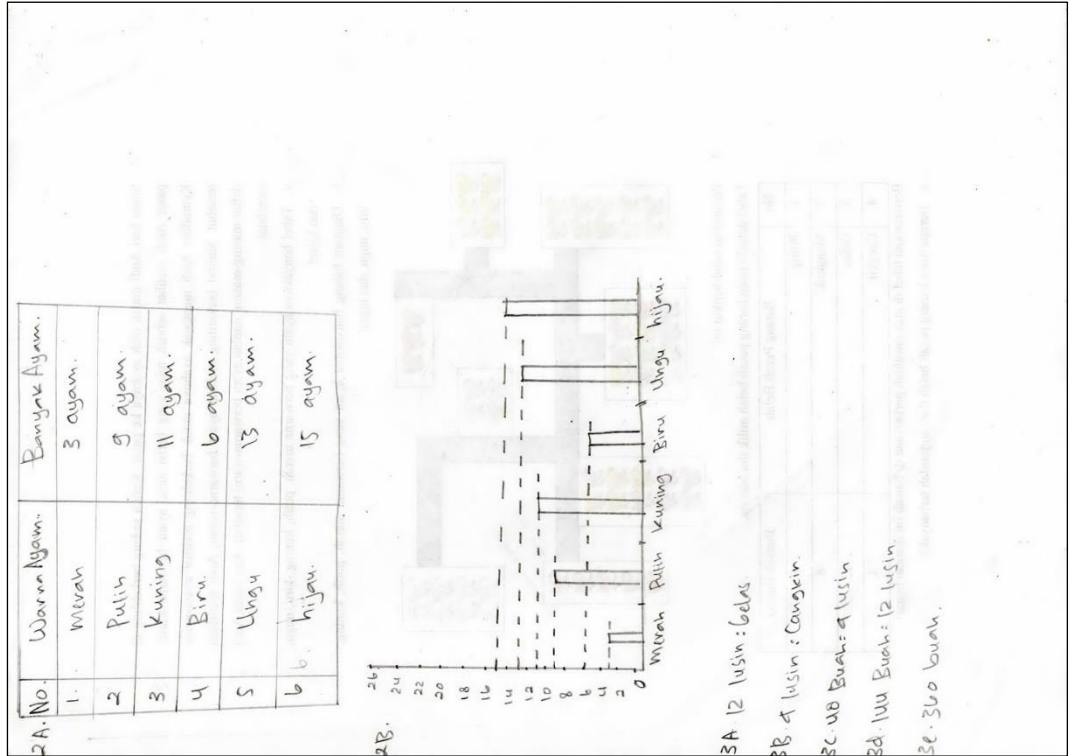 2A. No. Warna Ayam. Banyak Ayam.
1. Merah 3 ayam.
2 Putih 9 ayam.
3 Kuning 11 ayam.
4 Biru. 6 ayam.
5 Ungu 13 ayam.
6 hijau. 15 ayam.
2B.
26
24
22
20
18
16
14
12
10
8
6
4
2
0
Merah Putih Kuning Biru Ungu hijau.
3A. 12 lusin : Gelas.
3B. 9 lusin : Cangkir
3C. 40 Buah = 9 lusin
3d. 144 Buah = 12 lusin
3e. 360 buah.